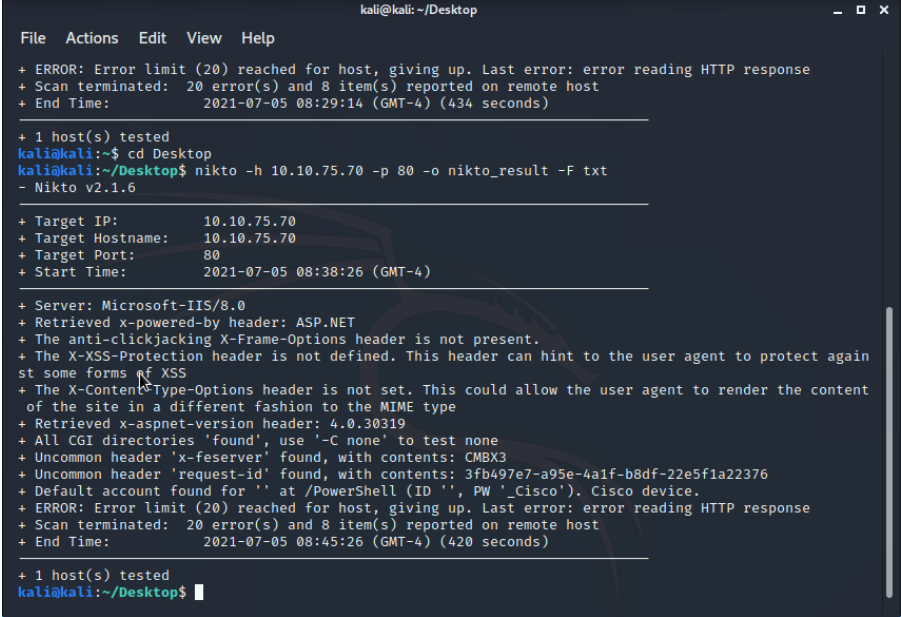 kali@kali: ~/Desktop
File Actions Edit View Help
+ ERROR: Error limit (20) reached for host, giving up. Last error: error reading HTTP response
+ Scan terminated:  20 error(s) and 8 item(s) reported on remote host
+ End Time:           2021-07-05 08:29:14 (GMT-4) (434 seconds)
+ 1 host(s) tested
kali@kali:~$ cd Desktop
kali@kali:~/Desktop$ nikto -h 10.10.75.70 -p 80 -o nikto_result -F txt
- Nikto v2.1.6
+ Target IP:          10.10.75.70
+ Target Hostname:    10.10.75.70
+ Target Port:        80
+ Start Time:         2021-07-05 08:38:26 (GMT-4)
+ Server: Microsoft-IIS/8.0
+ Retrieved x-powered-by header: ASP.NET
+ The anti-clickjacking X-Frame-Options header is not present.
+ The X-XSS-Protection header is not defined. This header can hint to the user agent to protect again
st some forms of XSS
+ The X-Content-Type-Options header is not set. This could allow the user agent to render the content
 of the site in a different fashion to the MIME type
+ Retrieved x-aspnet-version header: 4.0.30319
+ All CGI directories 'found', use '-C none' to test none
+ Uncommon header 'x-feserver' found, with contents: CMBX3
+ Uncommon header 'request-id' found, with contents: 3fb497e7-a95e-4a1f-b8df-22e5f1a22376
+ Default account found for '' at /PowerShell (ID '', PW '_Cisco'). Cisco device.
+ ERROR: Error limit (20) reached for host, giving up. Last error: error reading HTTP response
+ Scan terminated:  20 error(s) and 8 item(s) reported on remote host
+ End Time:           2021-07-05 08:45:26 (GMT-4) (420 seconds)
+ 1 host(s) tested
kali@kali:~/Desktop$